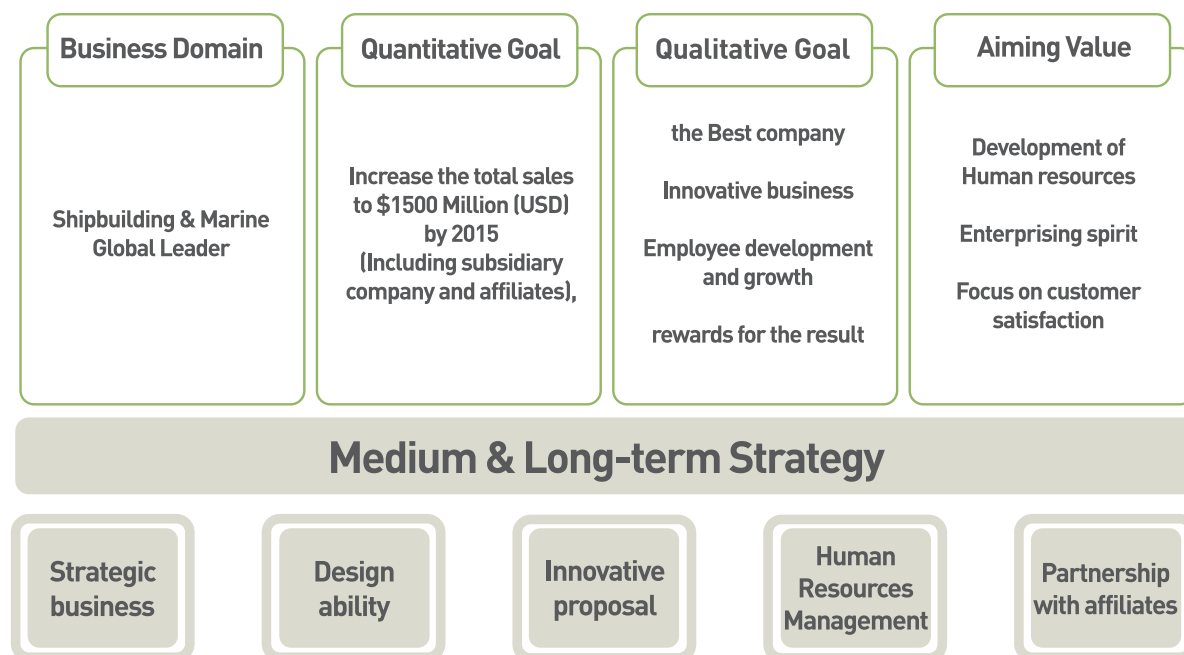 Business Domain
Shipbuilding & Marine
Global Leader
Quantitative Goal
Increase the total sales
to $1500 Million (USD)
by 2015
(Including subsidiary
company and affiliates),
Qualitative Goal
the Best company
Innovative business
Employee development
and growth
rewards for the result
Aiming Value
Development of
Human resources
Enterprising spirit
Focus on customer
satisfaction
Medium & Long-term Strategy
Strategic
business
Design
ability
Innovative
proposal
Human
Resources
Management
Partnership
with affiliates